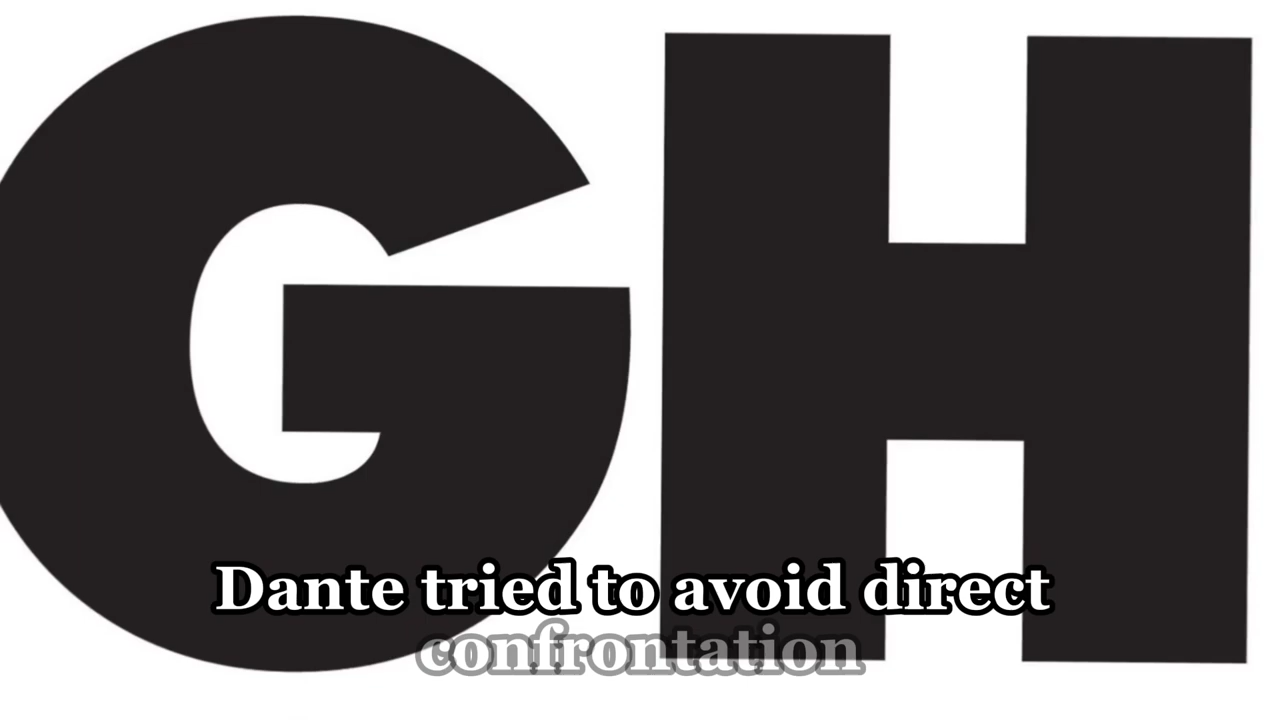 GH
Dante tried to avoid direct
confrontation